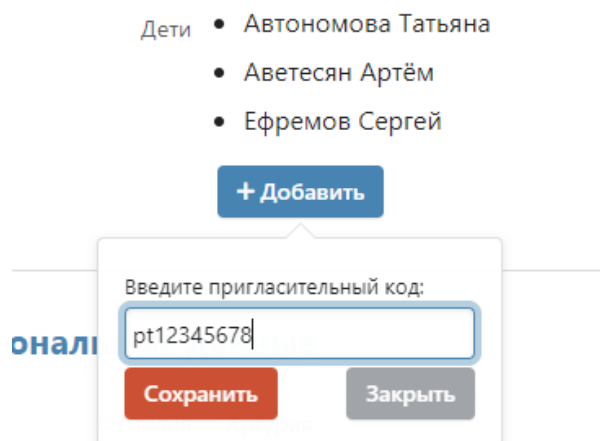 Дети
• Автономова Татьяна
• Аветесян Артём
• Ефремов Сергей
+ Добавить
Введите пригласительный код:
pt12345678
Сохранить Закрыть